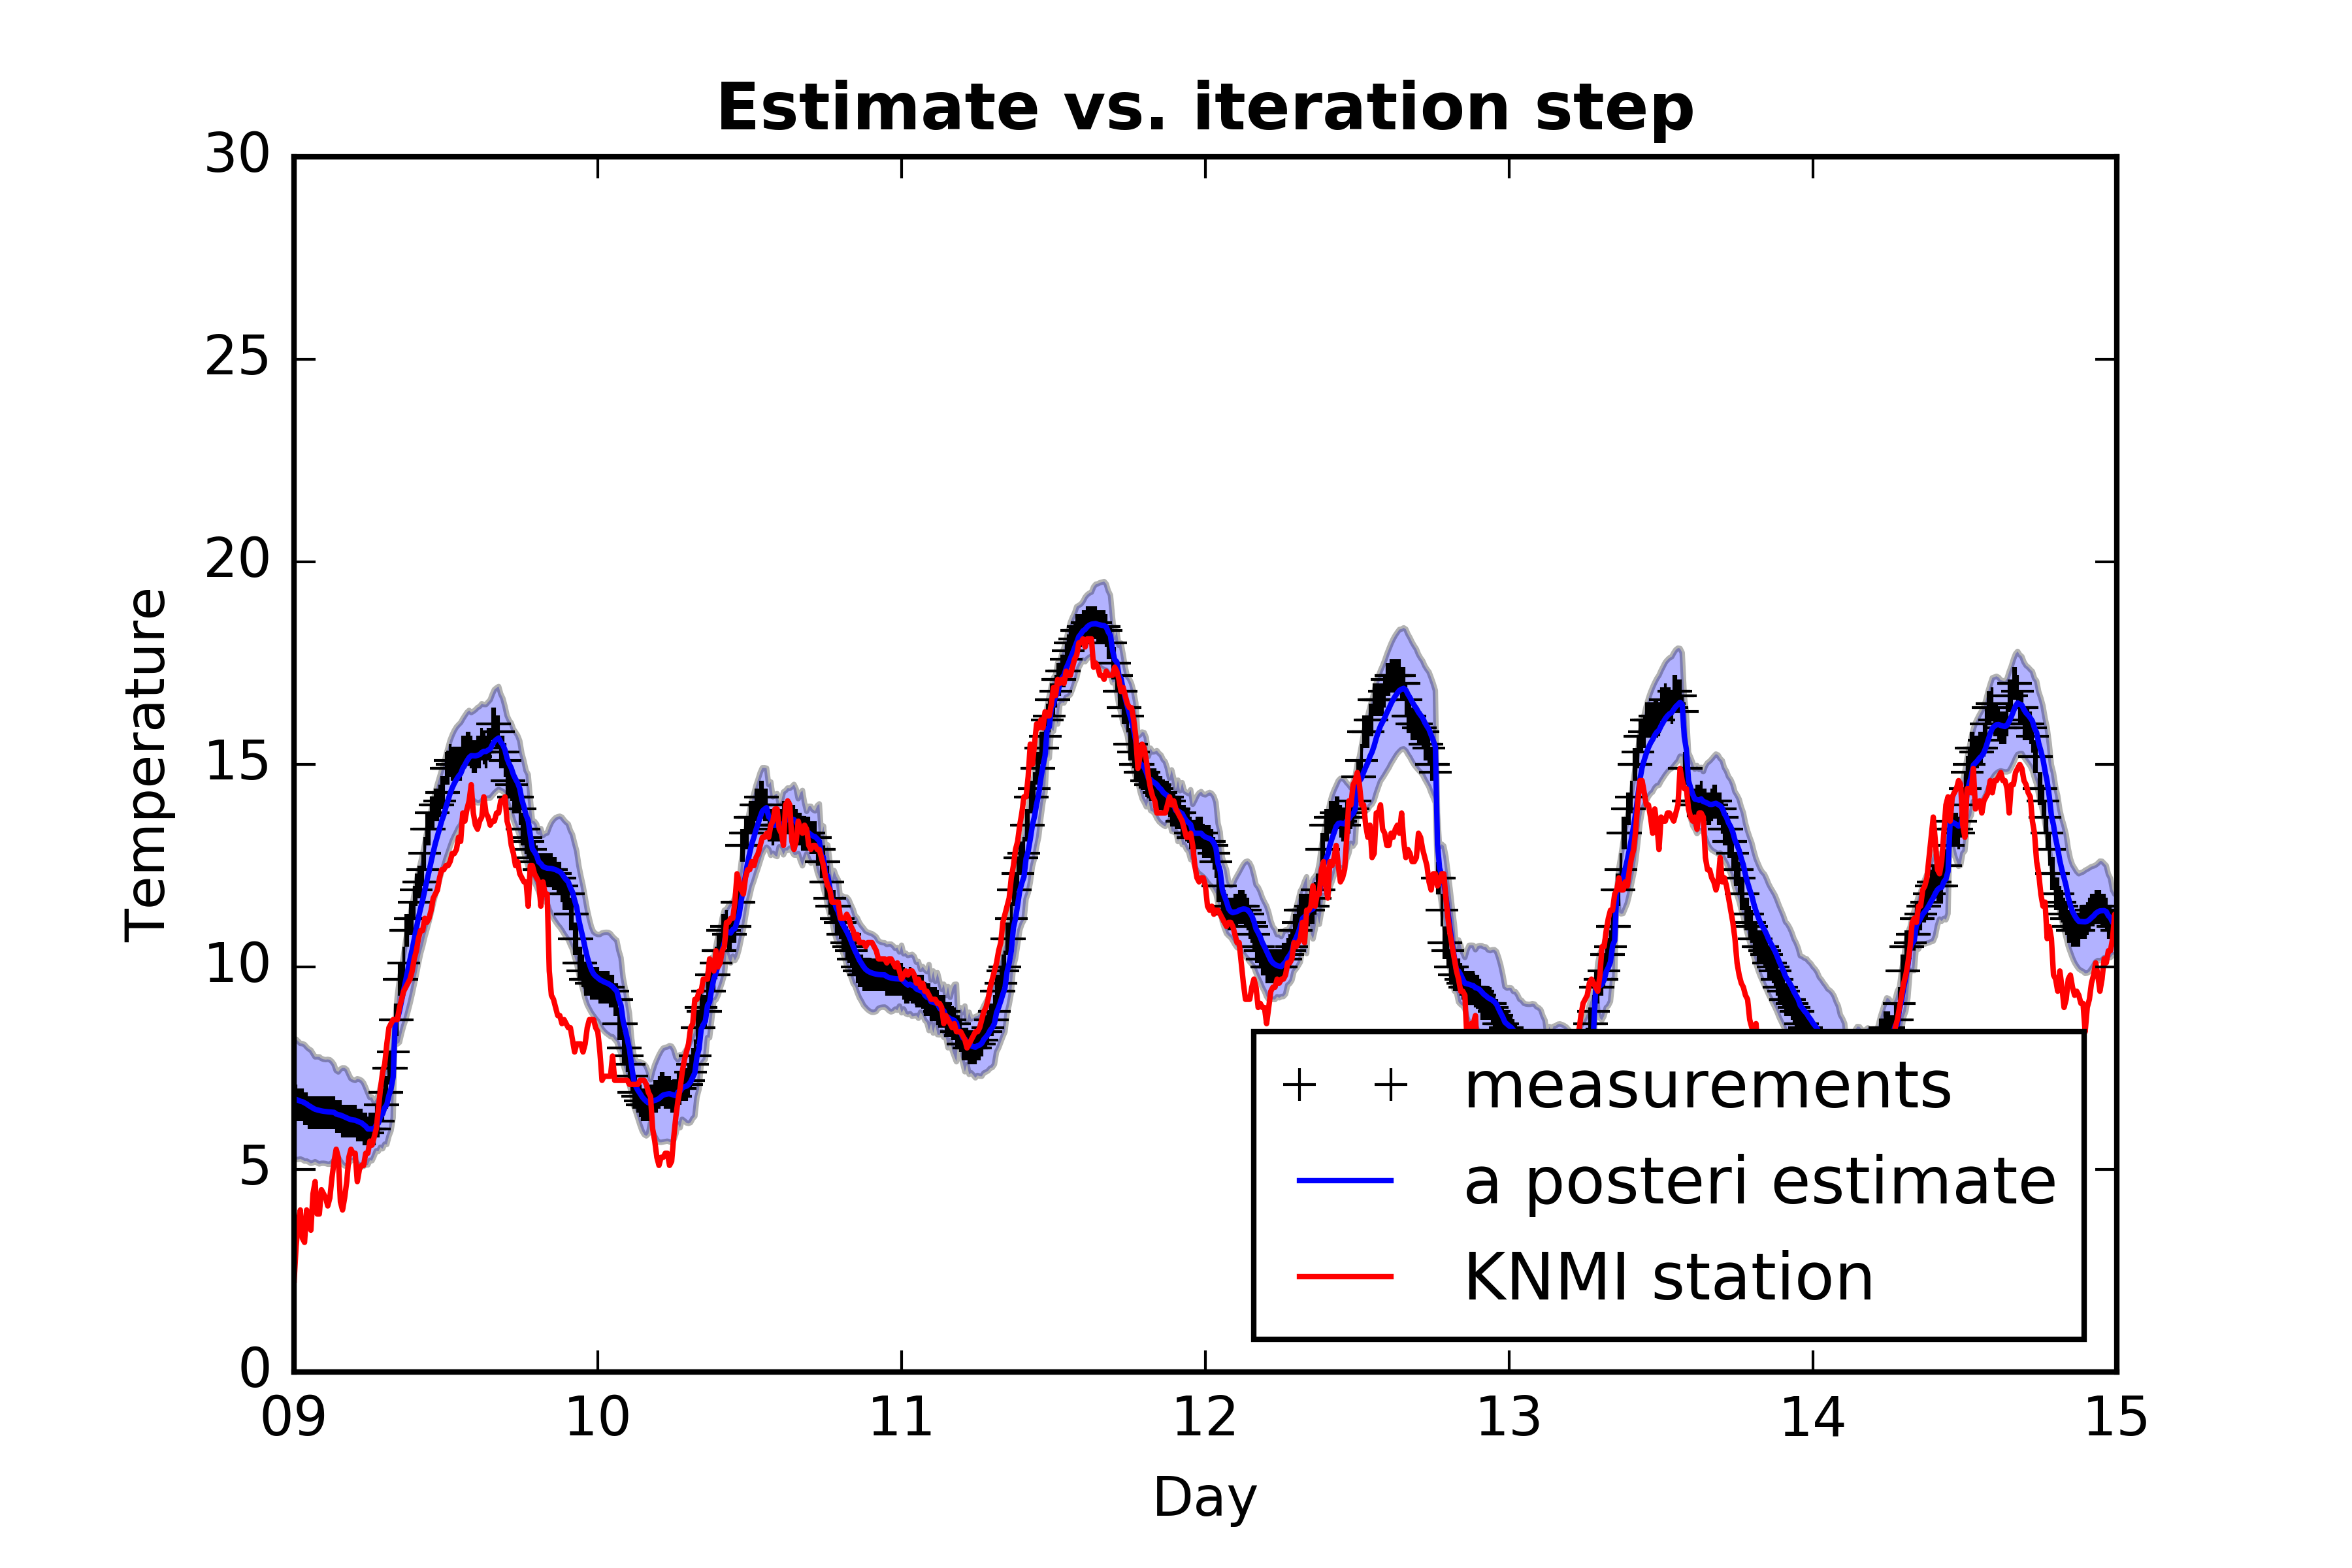 Estimate vs. iteration step
30
25
20
15
10
5
0
Temperature
09 10 11 12 13 14 15
Day
measurements
a posteri estimate
KNMI station